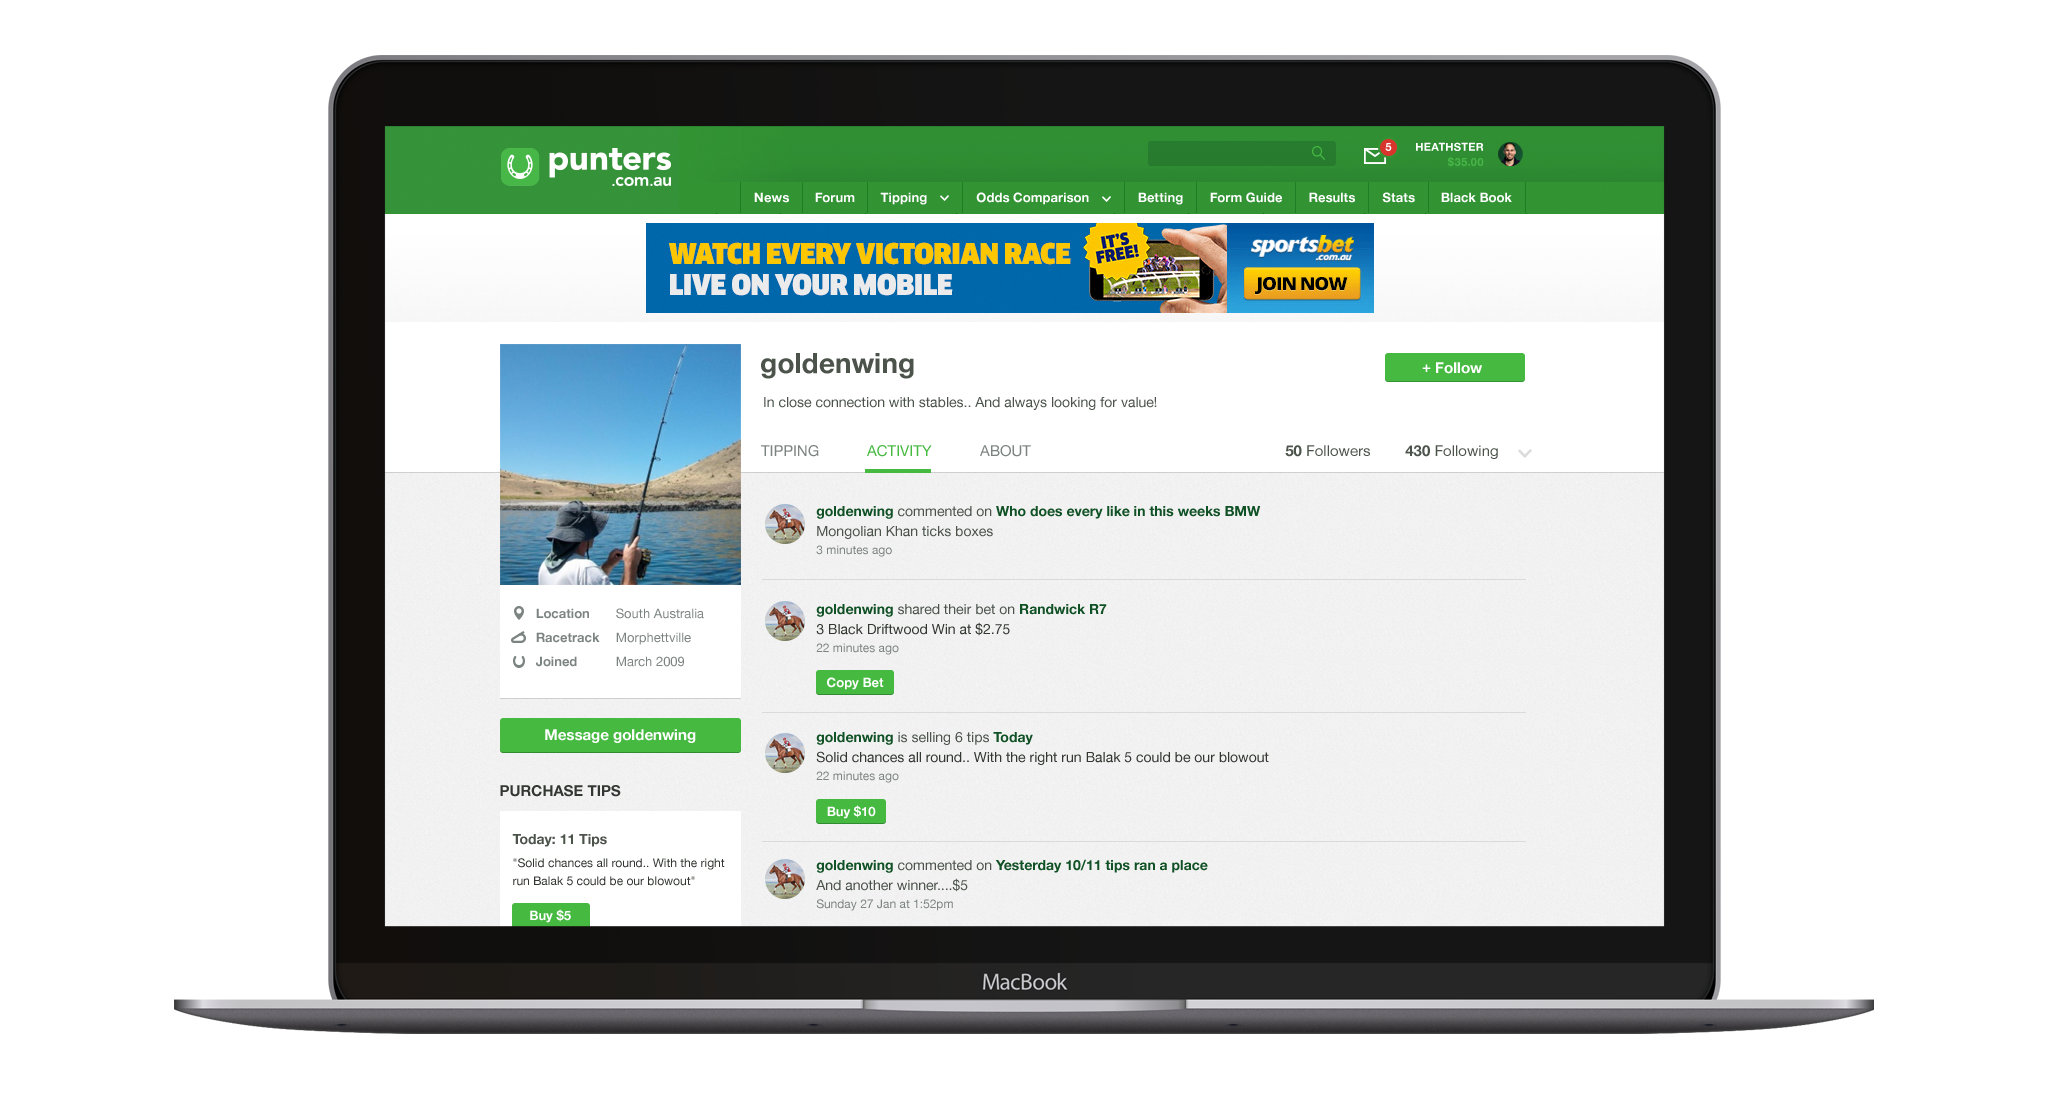 punters
.com.au
5
HEATHSTER
$35.00
News Forum Tipping Odds Comparison Betting Form Guide Results Stats Black Book
WATCH EVERY VICTORIAN RACE
LIVE ON YOUR MOBILE
IT'S
FREE!
sportsbet
.com.au
JOIN NOW
goldenwing
+ Follow
In close connection with stables.. And always looking for value!
TIPPING ACTIVITY ABOUT 50 Followers 430 Following
Location South Australia
Racetrack Morphettville
Joined March 2009
Message goldenwing
PURCHASE TIPS
Today: 11 Tips
"Solid chances all round.. With the right
run Balak 5 could be our blowout"
Buy $5
goldenwing commented on Who does every like in this weeks BMW
Mongolian Khan ticks boxes
3 minutes ago
goldenwing shared their bet on Randwick R7
3 Black Driftwood Win at $2.75
22 minutes ago
Copy Bet
goldenwing is selling 6 tips Today
Solid chances all round.. With the right run Balak 5 could be our blowout
22 minutes ago
Buy $10
goldenwing commented on Yesterday 10/11 tips ran a place
And another winner....$5
Sunday 27 Jan at 1:52pm
MacBook